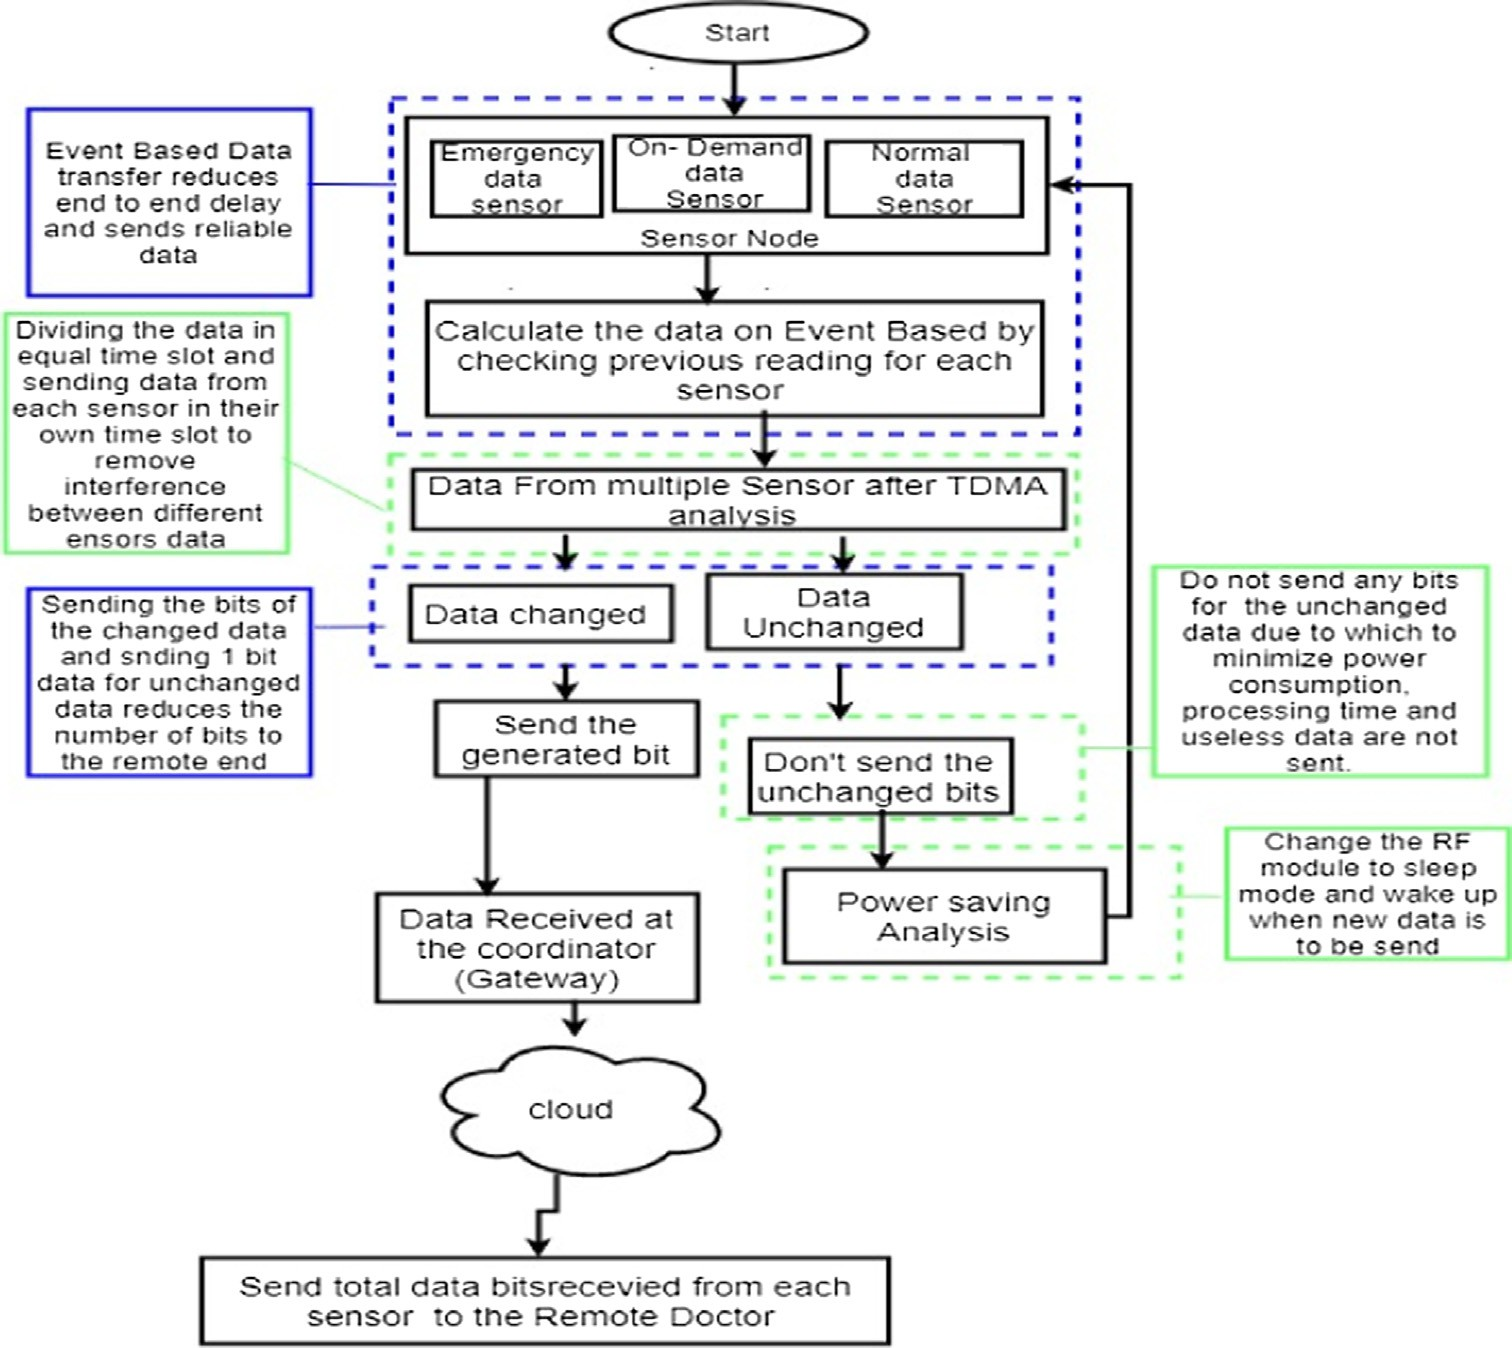 Start
Event Based Data
transfer reduces
end to end delay
and sends reliable
data
Emergency
data
sensor
On- Demand
data
Sensor
Normal
data
Sensor
Sensor Node
Calculate the data on Event Based by
checking previous reading for each
sensor
Dividing the data in
equal time slot and
sending data from
each sensor in their
own time slot to
remove
interference
between different
ensors data
Data From multiple Sensor after TDMA
analysis
Sending the bits of
the changed data
and snding 1 bit
data for unchanged
data reduces the
number of bits to
the remote end
Data changed
Data
Unchanged
Do not send any bits
for the unchanged
data due to which to
minimize power
consumption,
processing time and
useless data are not
sent.
Send the
generated bit
Don't send the
unchanged bits
Change the RF
module to sleep
mode and wake up
when new data is
to be send
Power saving
Analysis
Data Received at
the coordinator
(Gateway)
cloud
Send total data bitsrecevied from each
sensor to the Remote Doctor